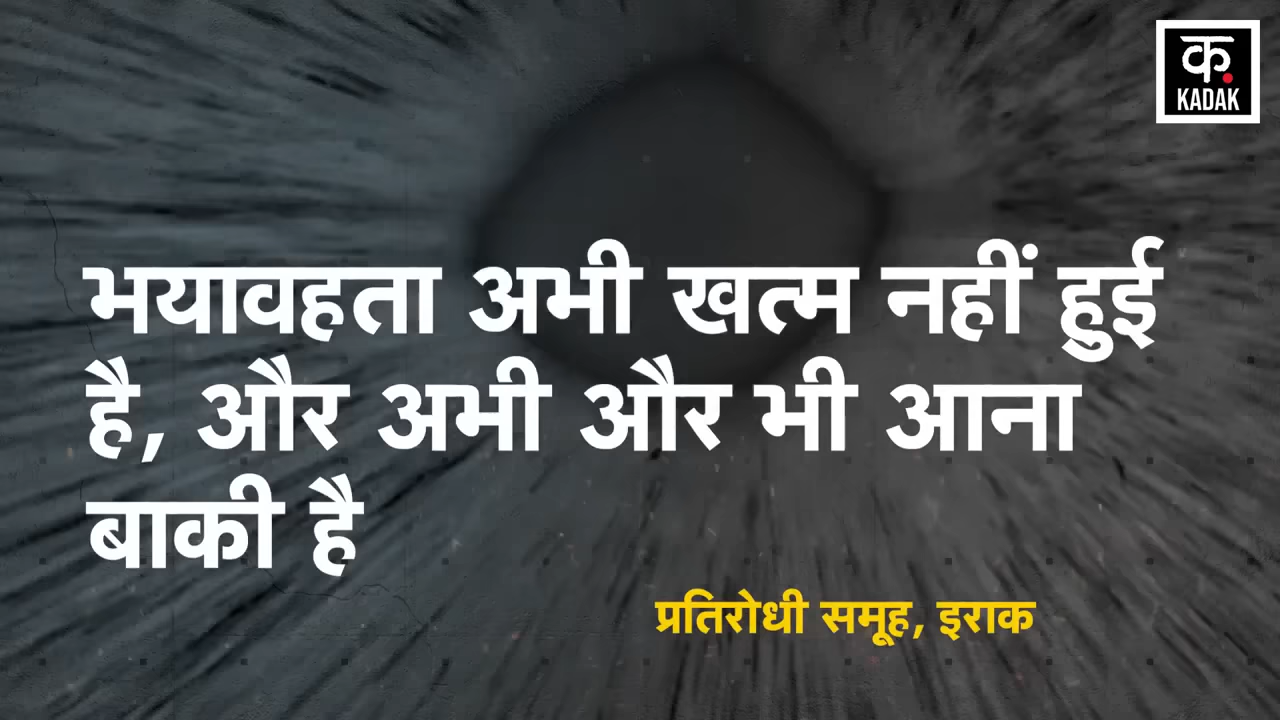 क.
KADAK
भयावहता अभी खत्म नहीं हुई
है, और अभी और भी आना
बाकी है
प्रतिरोधी समूह, इराक